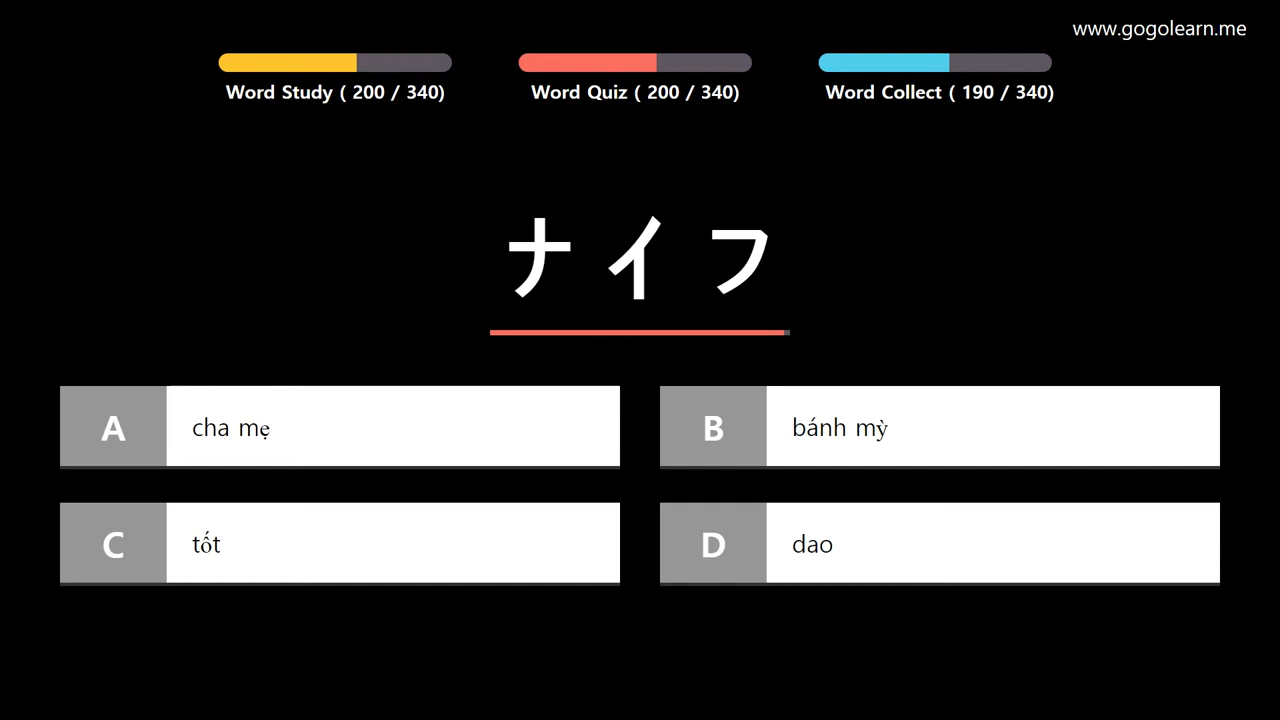 www.gogolearn.me
Word Study ( 200 / 340)
Word Quiz ( 200 / 340)
Word Collect ( 190 / 340)
ナイフ
A cha mẹ
B bánh mỳ
C tốt
D dao